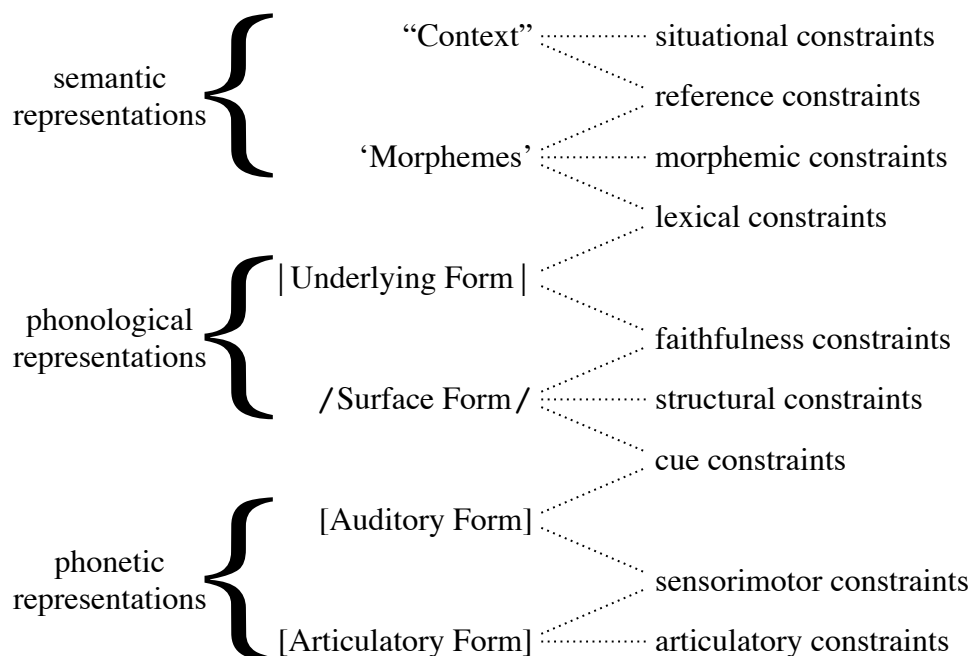 “Context”
situational constraints
semantic
representations
reference constraints
‘Morphemes’
morphemic constraints
lexical constraints
|Underlying Form|
phonological
representations
faithfulness constraints
/Surface Form/
structural constraints
cue constraints
[Auditory Form]
phonetic
representations
sensorimotor constraints
[Articulatory Form]
articulatory constraints